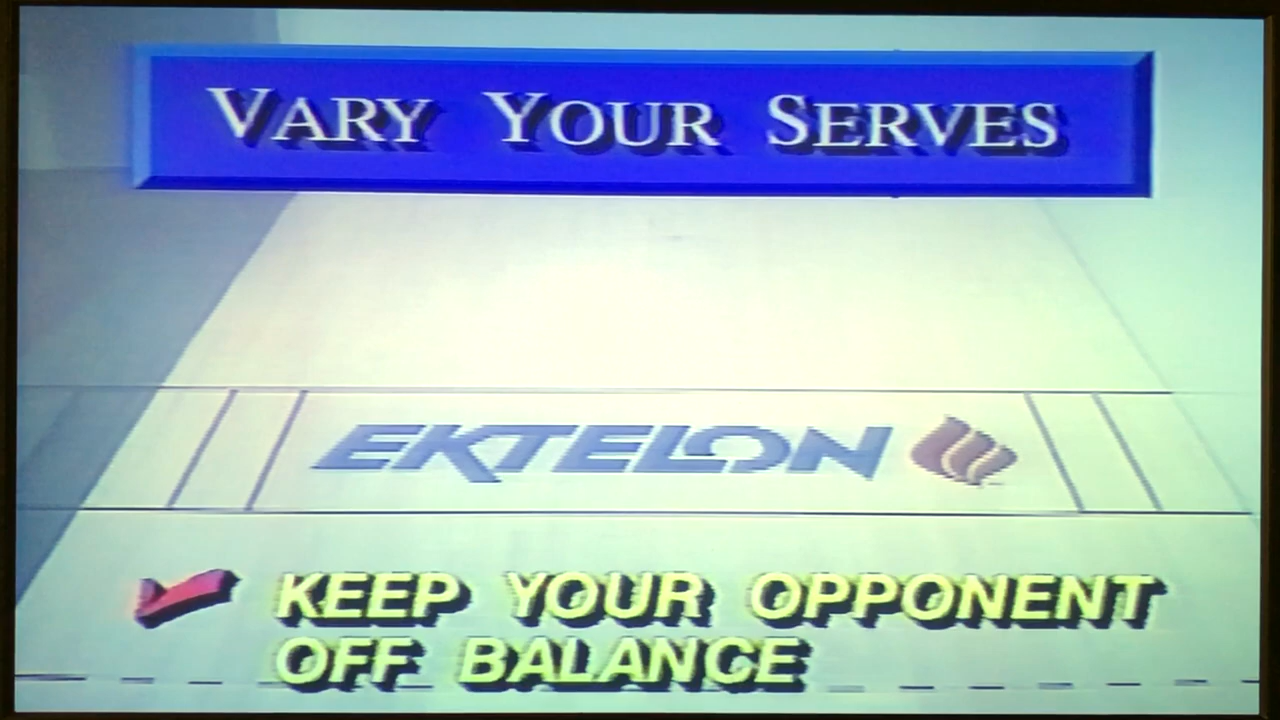 VARY YOUR SERVES
EKTELON
KEEP YOUR OPPONENT
OFF BALANCE